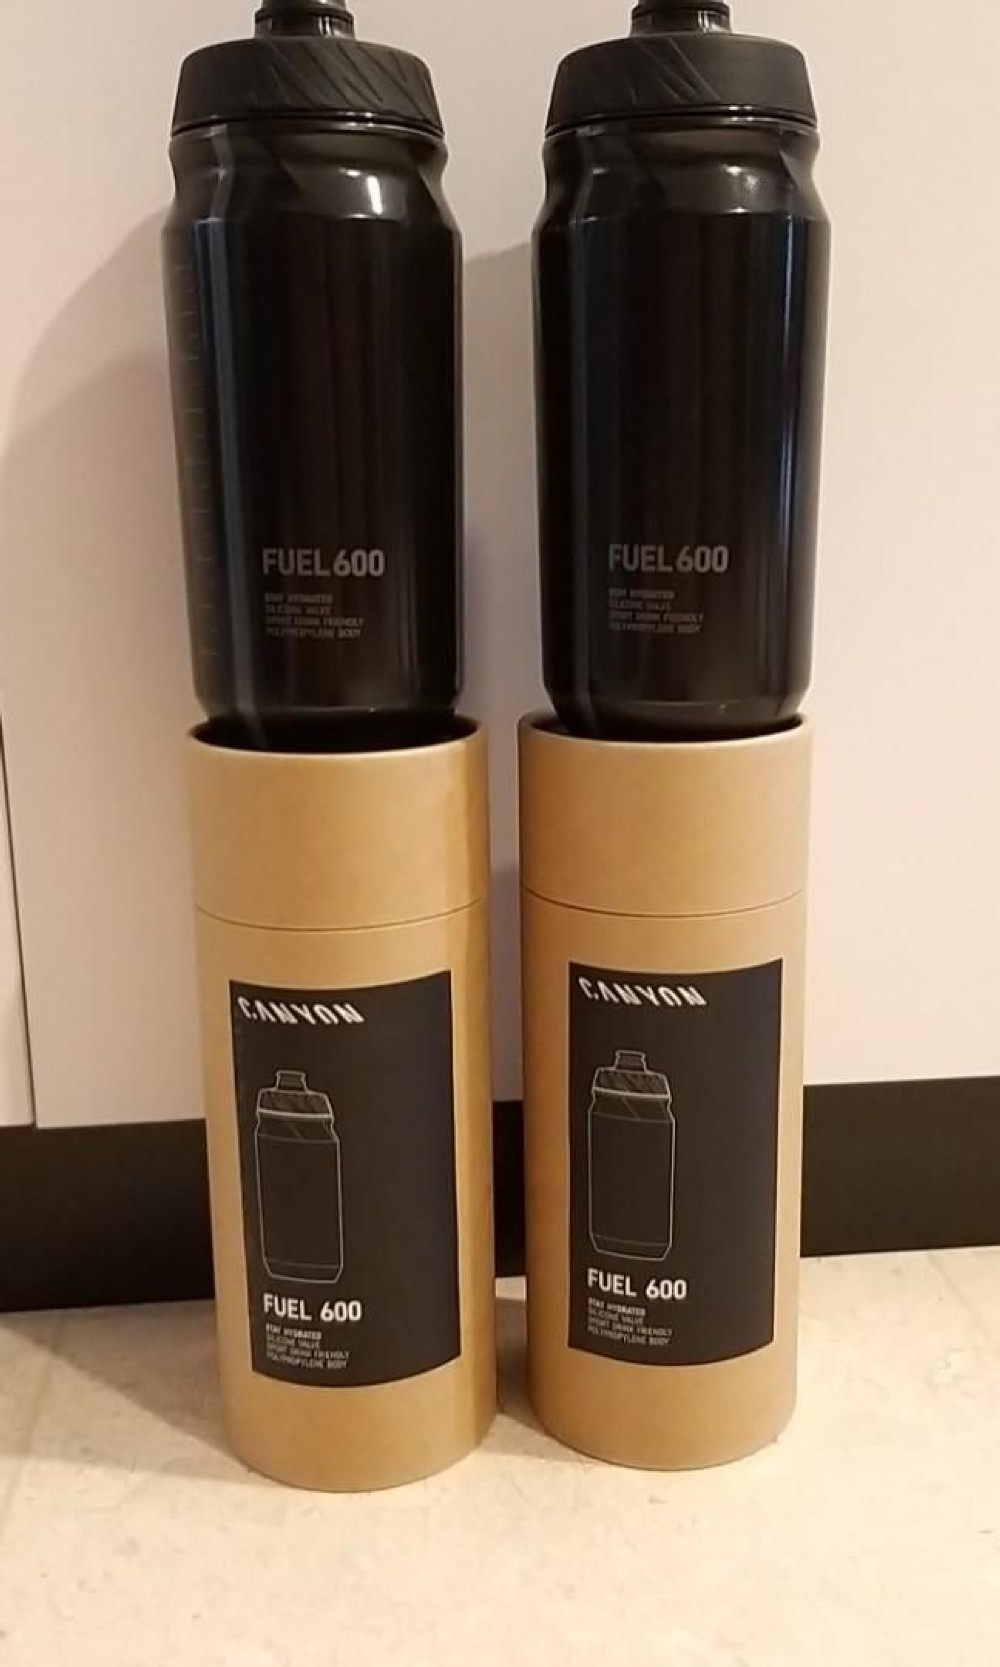 FUEL 600
STAY HYDRATED
SILICONE VALVE
SPORT DRINK FRIENDLY
POLYPROPYLENE BODY
FUEL 600
STAY HYDRATED
SILICONE VALVE
SPORT DRINK FRIENDLY
POLYPROPYLENE BODY
CANYON
FUEL 600
STAY HYDRATED
SILICONE VALVE
SPORT DRINK FRIENDLY
POLYPROPYLENE BODY
CANYON
FUEL 600
STAY HYDRATED
SILICONE VALVE
SPORT DRINK FRIENDLY
POLYPROPYLENE BODY